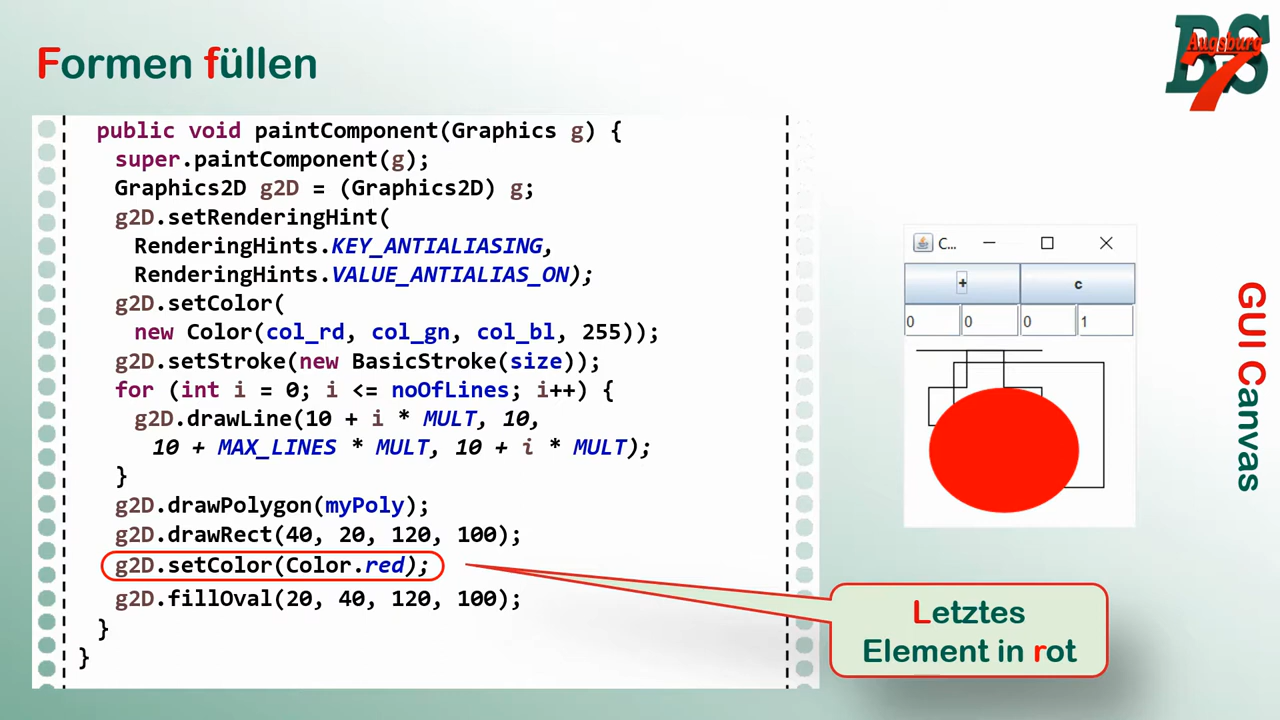 Formen füllen
public void paintComponent(Graphics g) {
super.paintComponent(g);
Graphics2D g2D = (Graphics2D) g;
g2D.setRenderingHint(
RenderingHints.KEY_ANTIALIASING,
RenderingHints.VALUE_ANTIALIAS_ON);
g2D.setColor(
new Color(col_rd, col_gn, col_bl, 255));
g2D.setStroke(new BasicStroke(size));
for (int i = 0; i <= noOfLines; i++) {
g2D.drawLine(10 + i * MULT, 10,
10 + MAX_LINES * MULT, 10 + i * MULT);
}
g2D.drawPolygon(myPoly);
g2D.drawRect(40, 20, 120, 100);
g2D.setColor(Color.red);
g2D.fillOval(20, 40, 120, 100);
}
}
C...
+ c
0 0 0 1
Letztes
Element in rot
GUI Canvas
BS
Augsburg
7